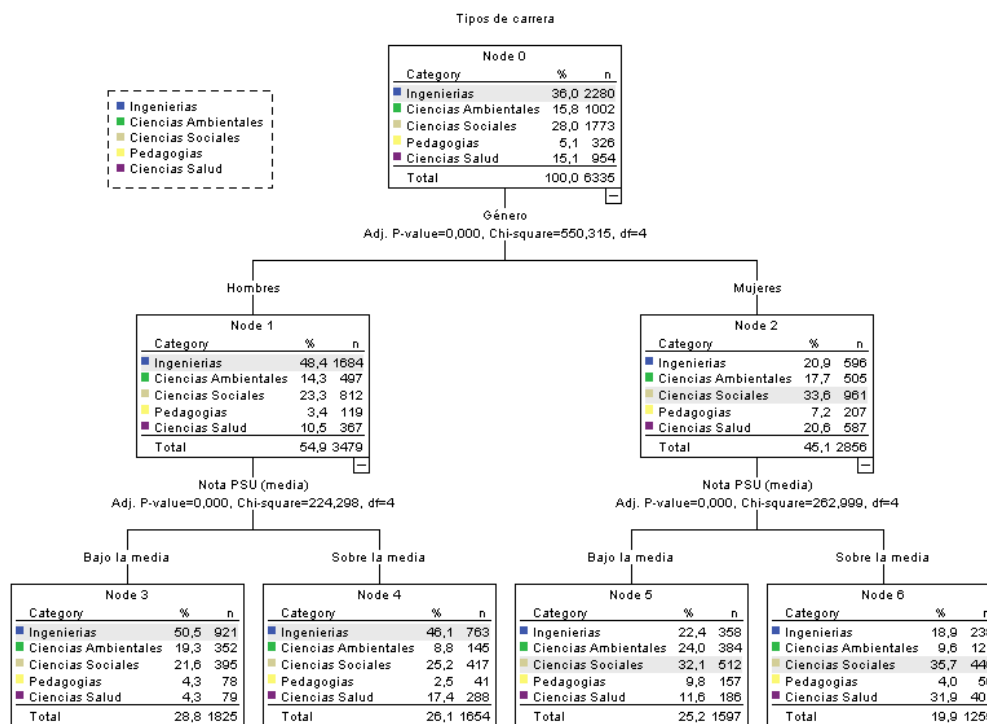 Tipos de carrera
Node 0
Category % n
Ingenierias 36,0 2280
Ciencias Ambientales 15,8 1002
Ciencias Sociales 28,0 1773
Pedagogias 5,1 326
Ciencias Salud 15,1 954
Total 100,0 6335
Ingenierias
Ciencias Ambientales
Ciencias Sociales
Pedagogias
Ciencias Salud
Género
Adj. P-value=0,000, Chi-square=550,315, df=4
Hombres
Mujeres
Node 1
Category % n
Ingenierias 48,4 1684
Ciencias Ambientales 14,3 497
Ciencias Sociales 23,3 812
Pedagogias 3,4 119
Ciencias Salud 10,5 367
Total 54,9 3479
Node 2
Category % n
Ingenierias 20,9 596
Ciencias Ambientales 17,7 505
Ciencias Sociales 33,6 961
Pedagogias 7,2 207
Ciencias Salud 20,6 587
Total 45,1 2856
Nota PSU (media)
Adj. P-value=0,000, Chi-square=224,298, df=4
Nota PSU (media)
Adj. P-value=0,000, Chi-square=262,999, df=4
Bajo la media
Sobre la media
Bajo la media
Sobre la media
Node 3
Category % n
Ingenierias 50,5 921
Ciencias Ambientales 19,3 352
Ciencias Sociales 21,6 395
Pedagogias 4,3 78
Ciencias Salud 4,3 79
Total 28,8 1825
Node 4
Category % n
Ingenierias 46,1 763
Ciencias Ambientales 8,8 145
Ciencias Sociales 25,2 417
Pedagogias 2,5 41
Ciencias Salud 17,4 288
Total 26,1 1654
Node 5
Category % n
Ingenierias 22,4 358
Ciencias Ambientales 24,0 384
Ciencias Sociales 32,1 512
Pedagogias 9,8 157
Ciencias Salud 11,6 186
Total 25,2 1597
Node 6
Category %
Ingenierias 18,9
Ciencias Ambientales 9,6
Ciencias Sociales 35,7
Pedagogias 4,0
Ciencias Salud 31,9
Total 19,9